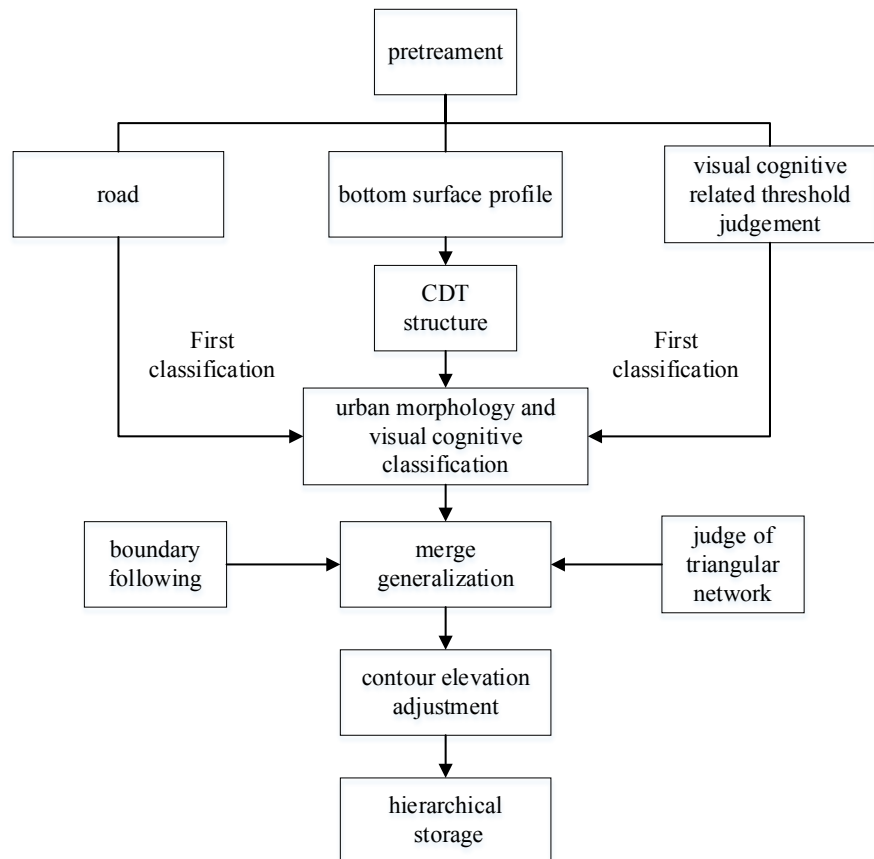 pretreament
road
bottom surface profile
visual cognitive
related threshold
judgement
CDT
structure
First
classification
First
classification
urban morphology and
visual cognitive
classification
boundary
following
merge
generalization
judge of
triangular
network
contour elevation
adjustment
hierarchical
storage